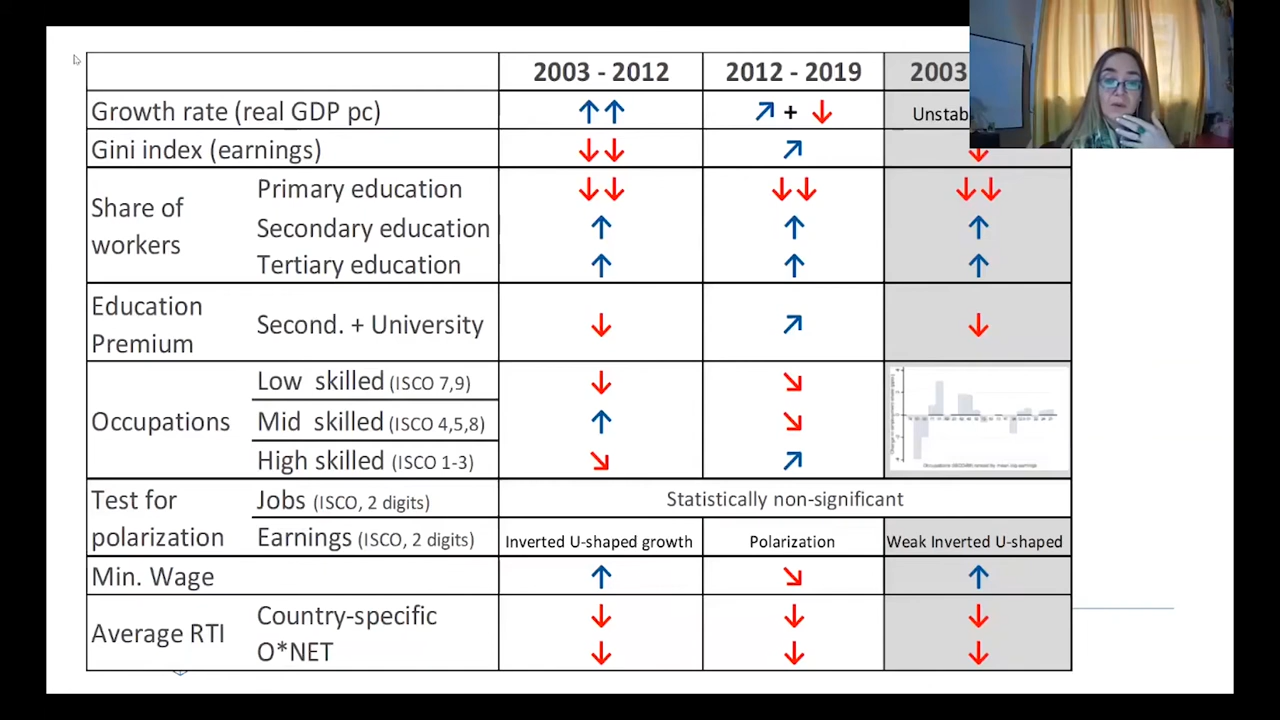 2003 - 2012 2012 - 2019 2003
Growth rate (real GDP pc) ↑↑ ↗ + ↓ Unstab
Gini index (earnings) ↓↓ ↗ ↓
Share of workers
Primary education ↓↓ ↓↓ ↓↓
Secondary education ↑ ↑ ↑
Tertiary education ↑ ↑ ↑
Education Premium
Second. + University ↓ ↗ ↓
Occupations
Low skilled (ISCO 7,9) ↓ ↘
Mid skilled (ISCO 4,5,8) ↑ ↘
High skilled (ISCO 1-3) ↘ ↗
Test for polarization
Jobs (ISCO, 2 digits) Statistically non-significant
Earnings (ISCO, 2 digits) Inverted U-shaped growth Polarization Weak Inverted U-shaped
Min. Wage ↑ ↘ ↑
Average RTI
Country-specific ↓ ↓ ↓
O*NET ↓ ↓ ↓